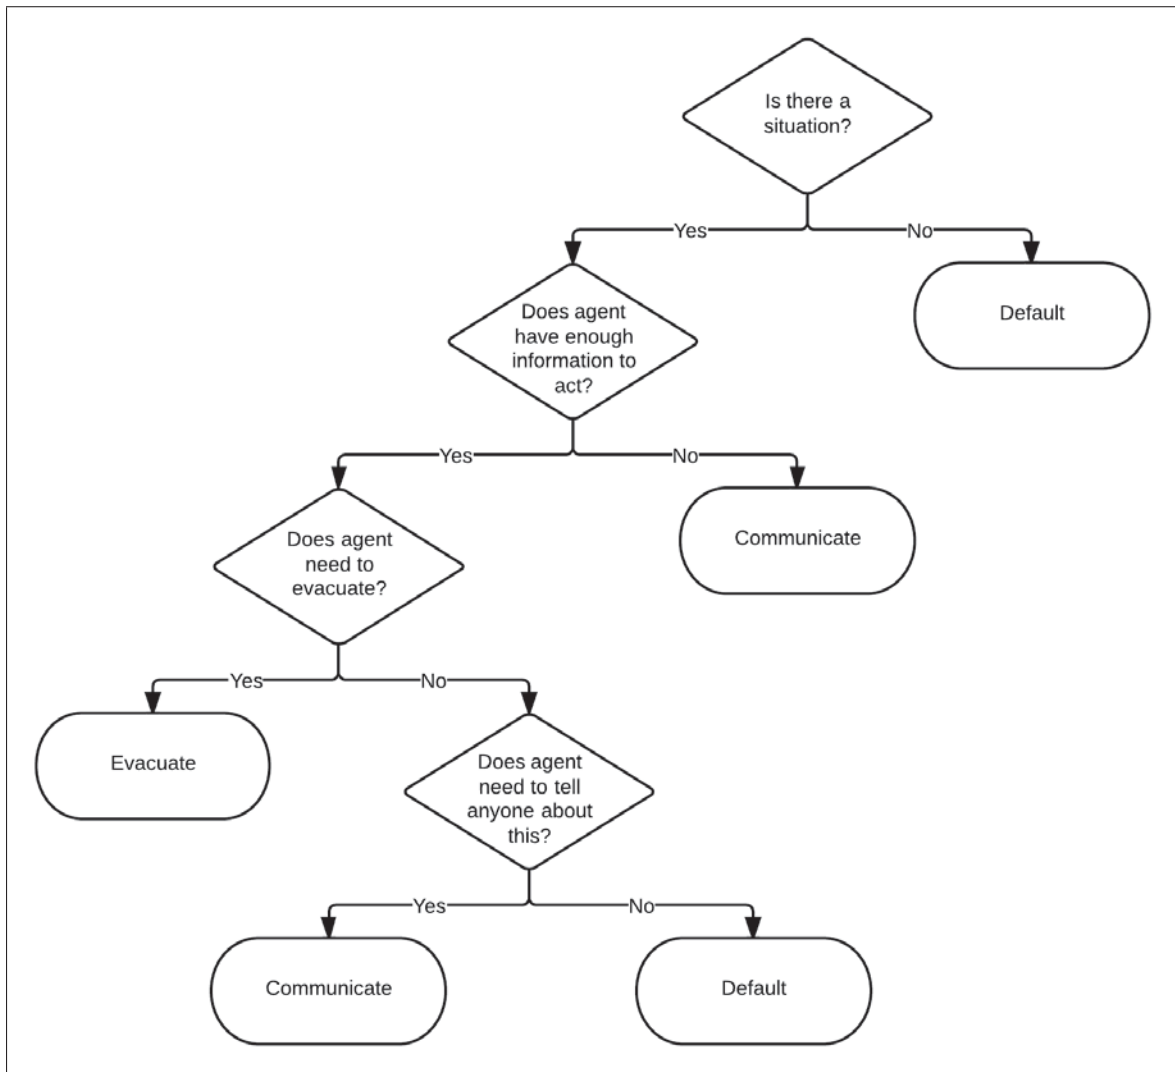 Is there a
situation?
Yes
No
Default
Does agent
have enough
information to
act?
Yes
No
Communicate
Does agent
need to
evacuate?
Yes
No
Evacuate
Does agent
need to tell
anyone about
this?
Yes
No
Communicate
Default